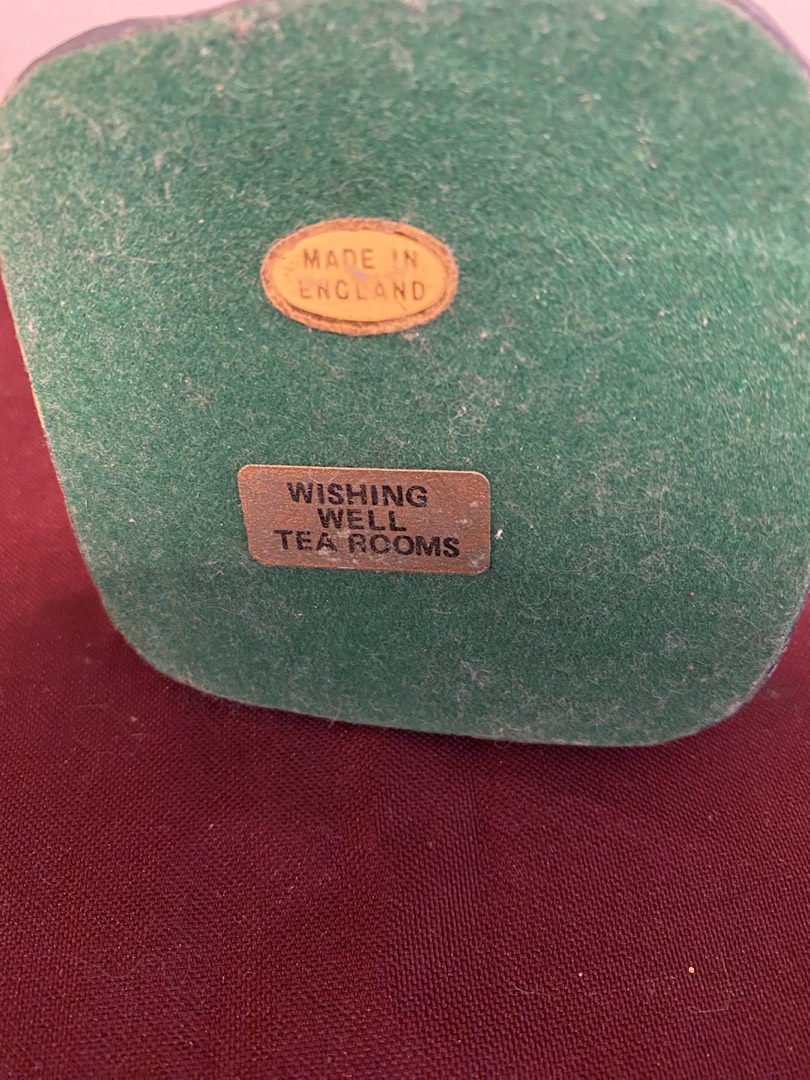 MADE IN
ENGLAND
WISHING
WELL
TEA ROOMS